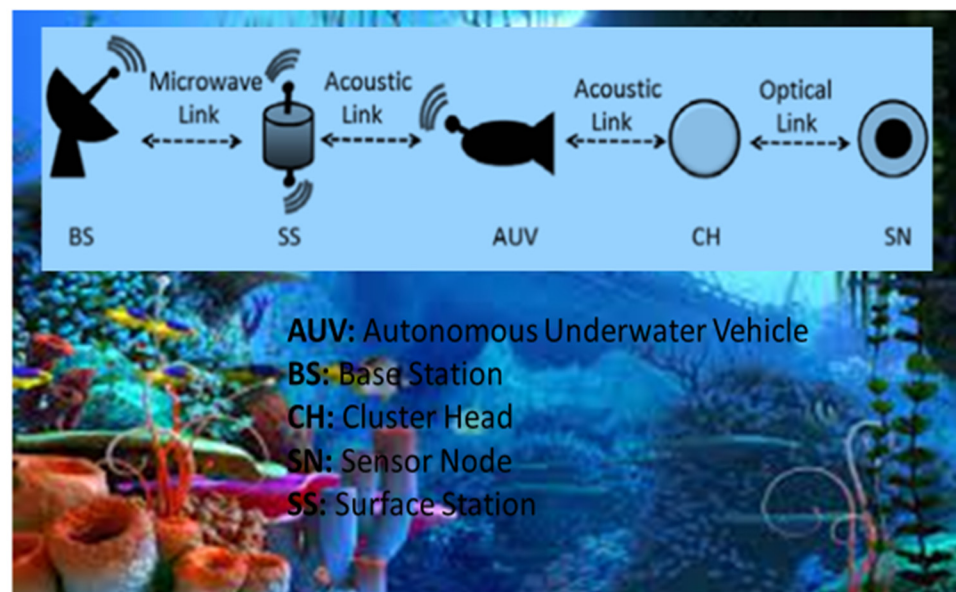 Microwave Link
Acoustic Link
Acoustic Link
Optical Link
BS
SS
AUV
CH
SN
AUV: Autonomous Underwater Vehicle
BS: Base Station
CH: Cluster Head
SN: Sensor Node
SS: Surface Station